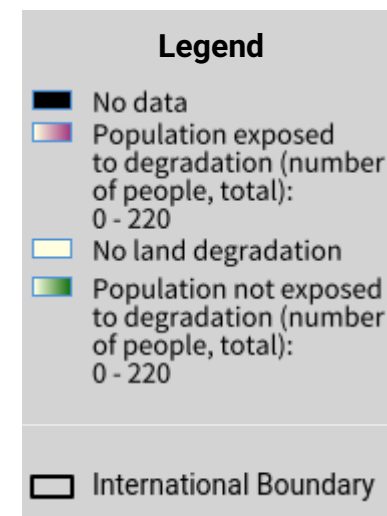 Legend
No data
Population exposed
to degradation (number
of people, total):
0 - 220
No land degradation
Population not exposed
to degradation (number
of people, total):
0 - 220
International Boundary